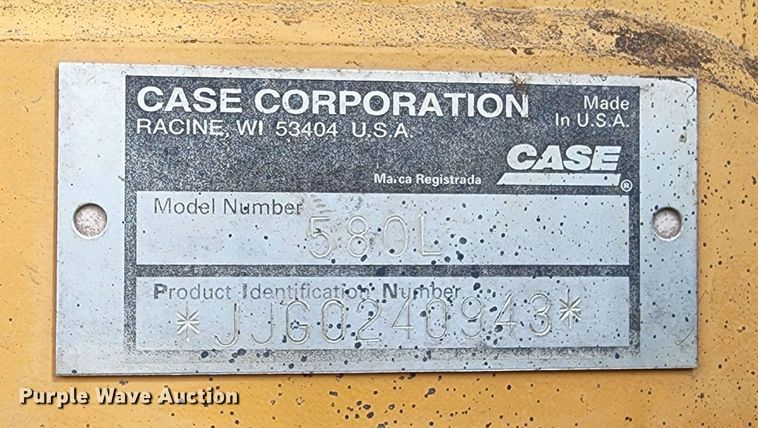 CASE CORPORATION
RACINE, WI 53404 U.S.A.
Made
In U.S.A.
CASE
Marca Registrada
®
Model Number
580L
Product Identification Number
*JJG0240943*
Purple Wave Auction